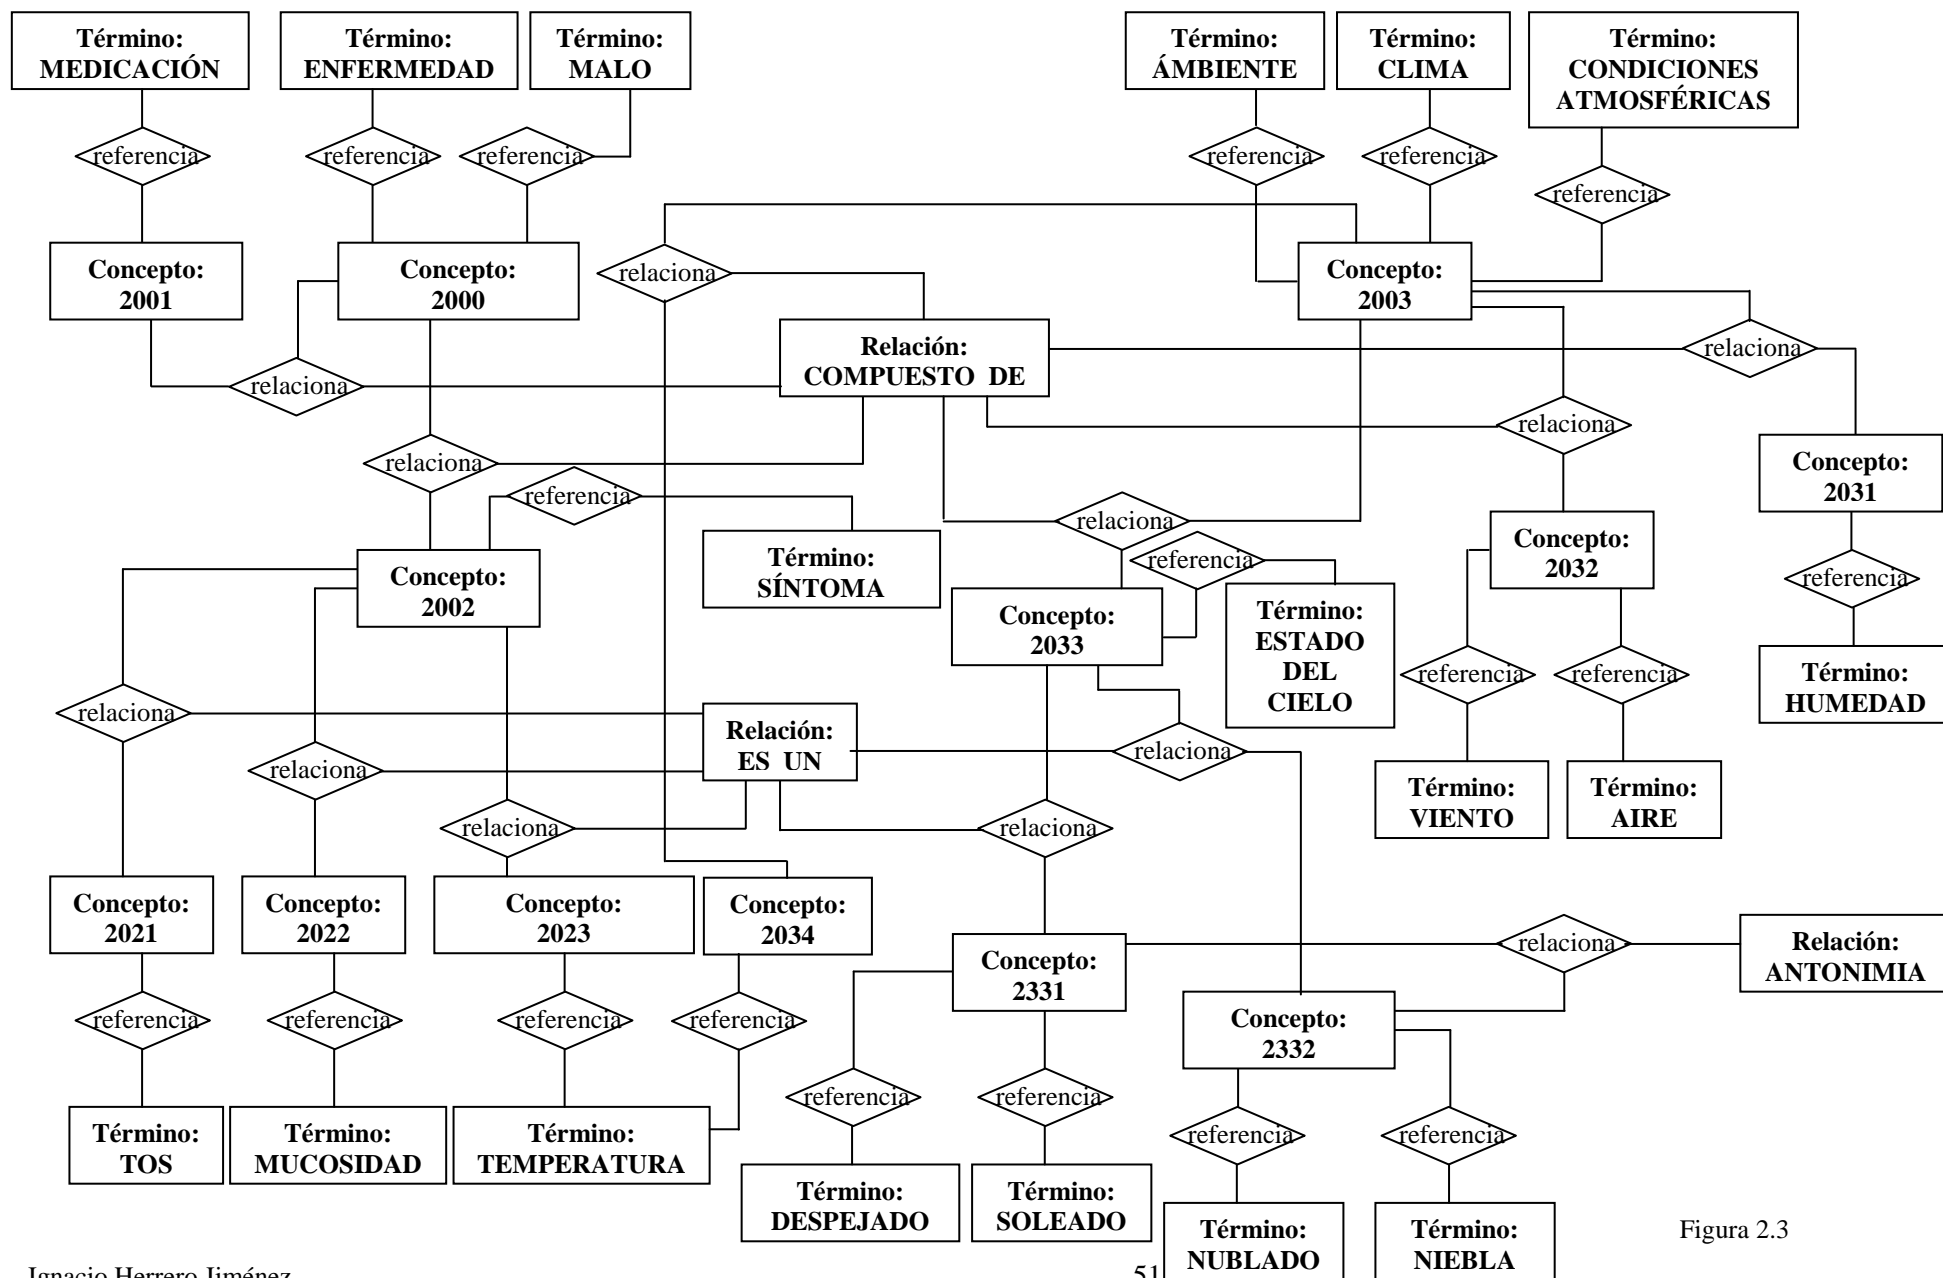 Término:
MEDICACIÓN
Término:
ENFERMEDAD
Término:
MALO
Término:
ÁMBIENTE
Término:
CLIMA
Término:
CONDICIONES
ATMOSFÉRICAS
referencia
referencia
referencia
referencia
referencia
referencia
Concepto:
2001
Concepto:
2000
relaciona
Concepto:
2003
Relación:
COMPUESTO DE
relaciona
relaciona
relaciona
relaciona
referencia
relaciona
Concepto:
2031
Término:
SÍNTOMA
referencia
Concepto:
2032
Concepto:
2002
Concepto:
2033
Término:
ESTADO
DEL
CIELO
referencia
referencia
referencia
Término:
HUMEDAD
relaciona
Relación:
ES UN
relaciona
relaciona
Término:
VIENTO
Término:
AIRE
relaciona
relaciona
Concepto:
2021
Concepto:
2022
Concepto:
2023
Concepto:
2034
relaciona
Relación:
ANTONIMIA
Concepto:
2331
Concepto:
2332
referencia
referencia
referencia
referencia
referencia
referencia
referencia
referencia
Término:
TOS
Término:
MUCOSIDAD
Término:
TEMPERATURA
Término:
DESPEJADO
Término:
SOLEADO
Término:
NUBLADO
Término:
NIEBLA
Figura 2.3
Ignacio Herrero Jiménez
51